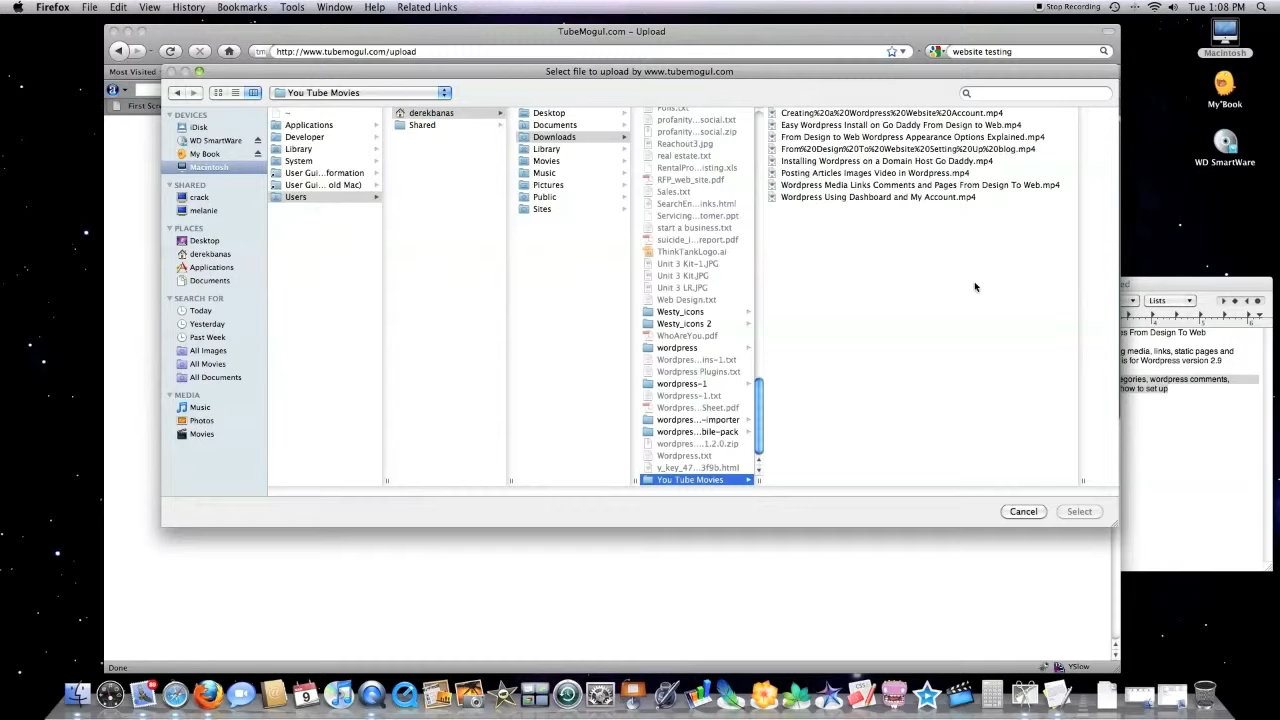 Firefox File Edit View History Bookmarks Tools Window Help Related Links
Stop Recording Tue 1:08 PM
TubeMogul.com – Upload
http://www.tubemogul.com/upload
website testing
Most Visited
Select file to upload by www.tubemogul.com
You Tube Movies
First Scre
DEVICES
iDisk
WD SmartWare
My Book
Macintosh
SHARED
crack
melanie
PLACES
Desktop
derekbanas
Applications
Documents
SEARCH FOR
Today
Yesterday
Past Week
All Images
All Movies
All Documents
MEDIA
Music
Photos
Movies
Applications
Developer
Library
System
User Gui...formation
User Gui... old Mac)
Users
derekbanas
Shared
Desktop
Documents
Downloads
Library
Movies
Music
Pictures
Public
Sites
profanity...social.txt
profanity...social.zip
Reachout3.jpg
real estate.txt
RentalPro...isting.xls
RFP_web_site.pdf
Sales.txt
SearchEn...inks.html
Servicing...tomer.ppt
start a business.txt
suicide_i...report.pdf
ThinkTankLogo.ai
Unit 3 Kit-1.JPG
Unit 3 Kit.JPG
Unit 3 LR.JPG
Web Design.txt
Westy_icons
Westy_icons 2
WhoAreYou.pdf
wordpress
Wordpress...ins-1.txt
Wordpress Plugins.txt
wordpress-1
Wordpress-1.txt
Wordpres...Sheet.pdf
wordpres...-importer
wordpres...bile-pack
wordpres....1.2.0.zip
Wordpress.txt
y_key_47...3f9b.html
You Tube Movies
Creating%20a%20Wordpress%20Website%20Account.mp4
Easy Wordpress Install on Go Daddy From Design to Web.mp4
From Design to Web Wordpress Appearance Options Explained.mp4
From%20Design%20To%20Website%20Setting%20Up%20blog.mp4
Installing Wordpress on a Domain Host Go Daddy.mp4
Posting Articles Images Video in Wordpress.mp4
Wordpress Media Links Comments and Pages From Design To Web.mp4
Wordpress Using Dashboard and My Account.mp4
Cancel
Select
Done
YSlow
Macintosh
My Book
WD SmartWare
Lists
4 5 6
es From Design To Web
g media, links, static pages and
is for Wordpress version 2.9
egories, wordpress comments,
how to set up